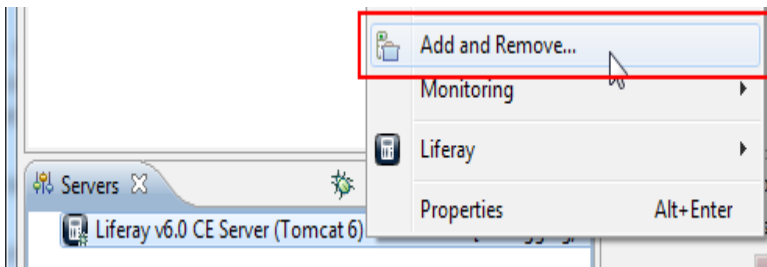 Add and Remove...
Monitoring
Liferay
Properties Alt+Enter
Servers
Liferay v6.0 CE Server (Tomcat 6)